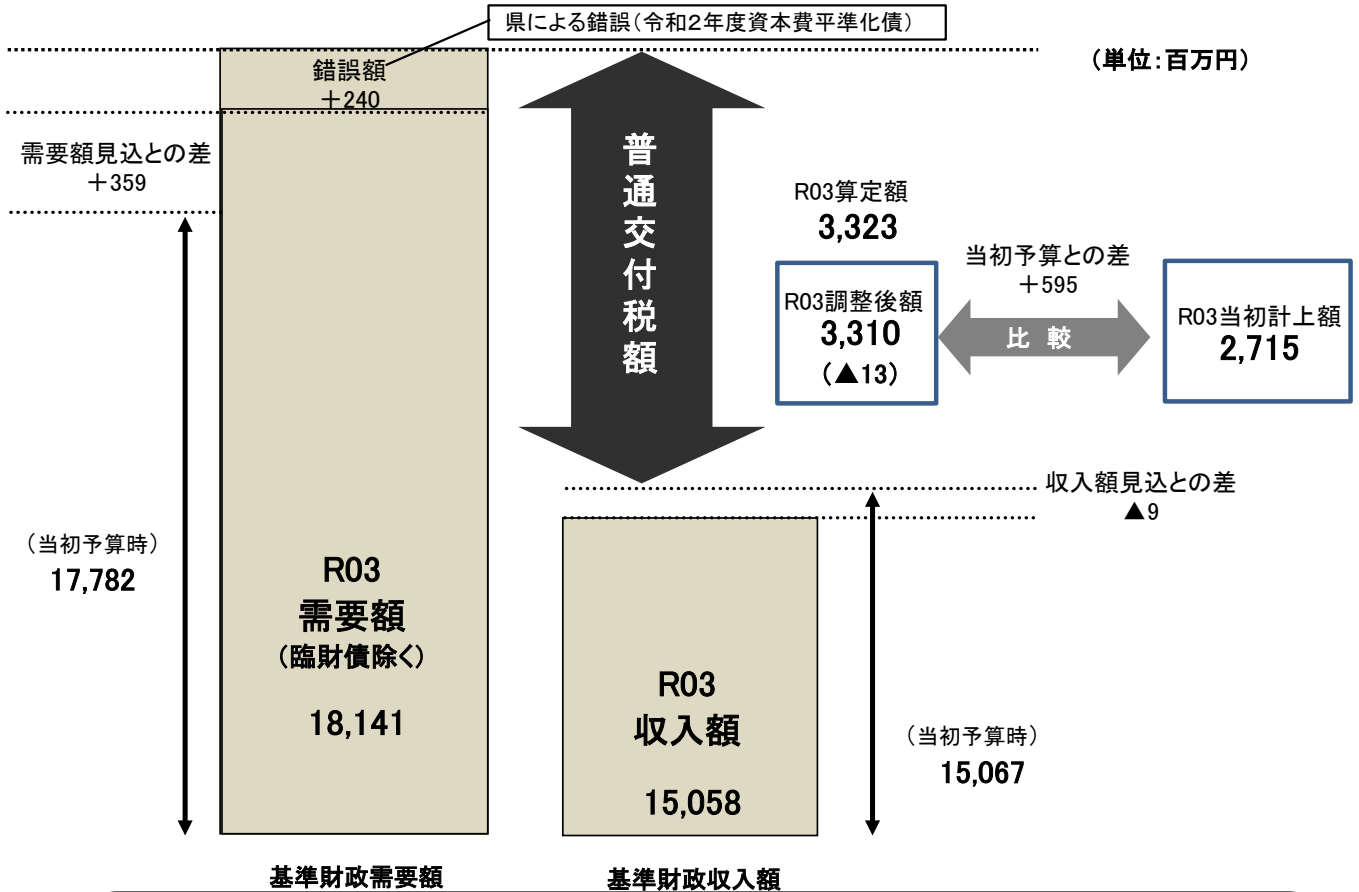 県による錯誤(令和2年度資本費平準化債)
(単位:百万円)
錯誤額
+240
需要額見込との差
+359
普通交付税額
R03算定額
3,323
R03調整後額
3,310
(▲13)
当初予算との差
+595
比 較
R03当初計上額
2,715
収入額見込との差
▲9
(当初予算時)
17,782
R03
需要額
(臨財債除く)
18,141
R03
収入額
15,058
(当初予算時)
15,067
基準財政需要額
基準財政収入額